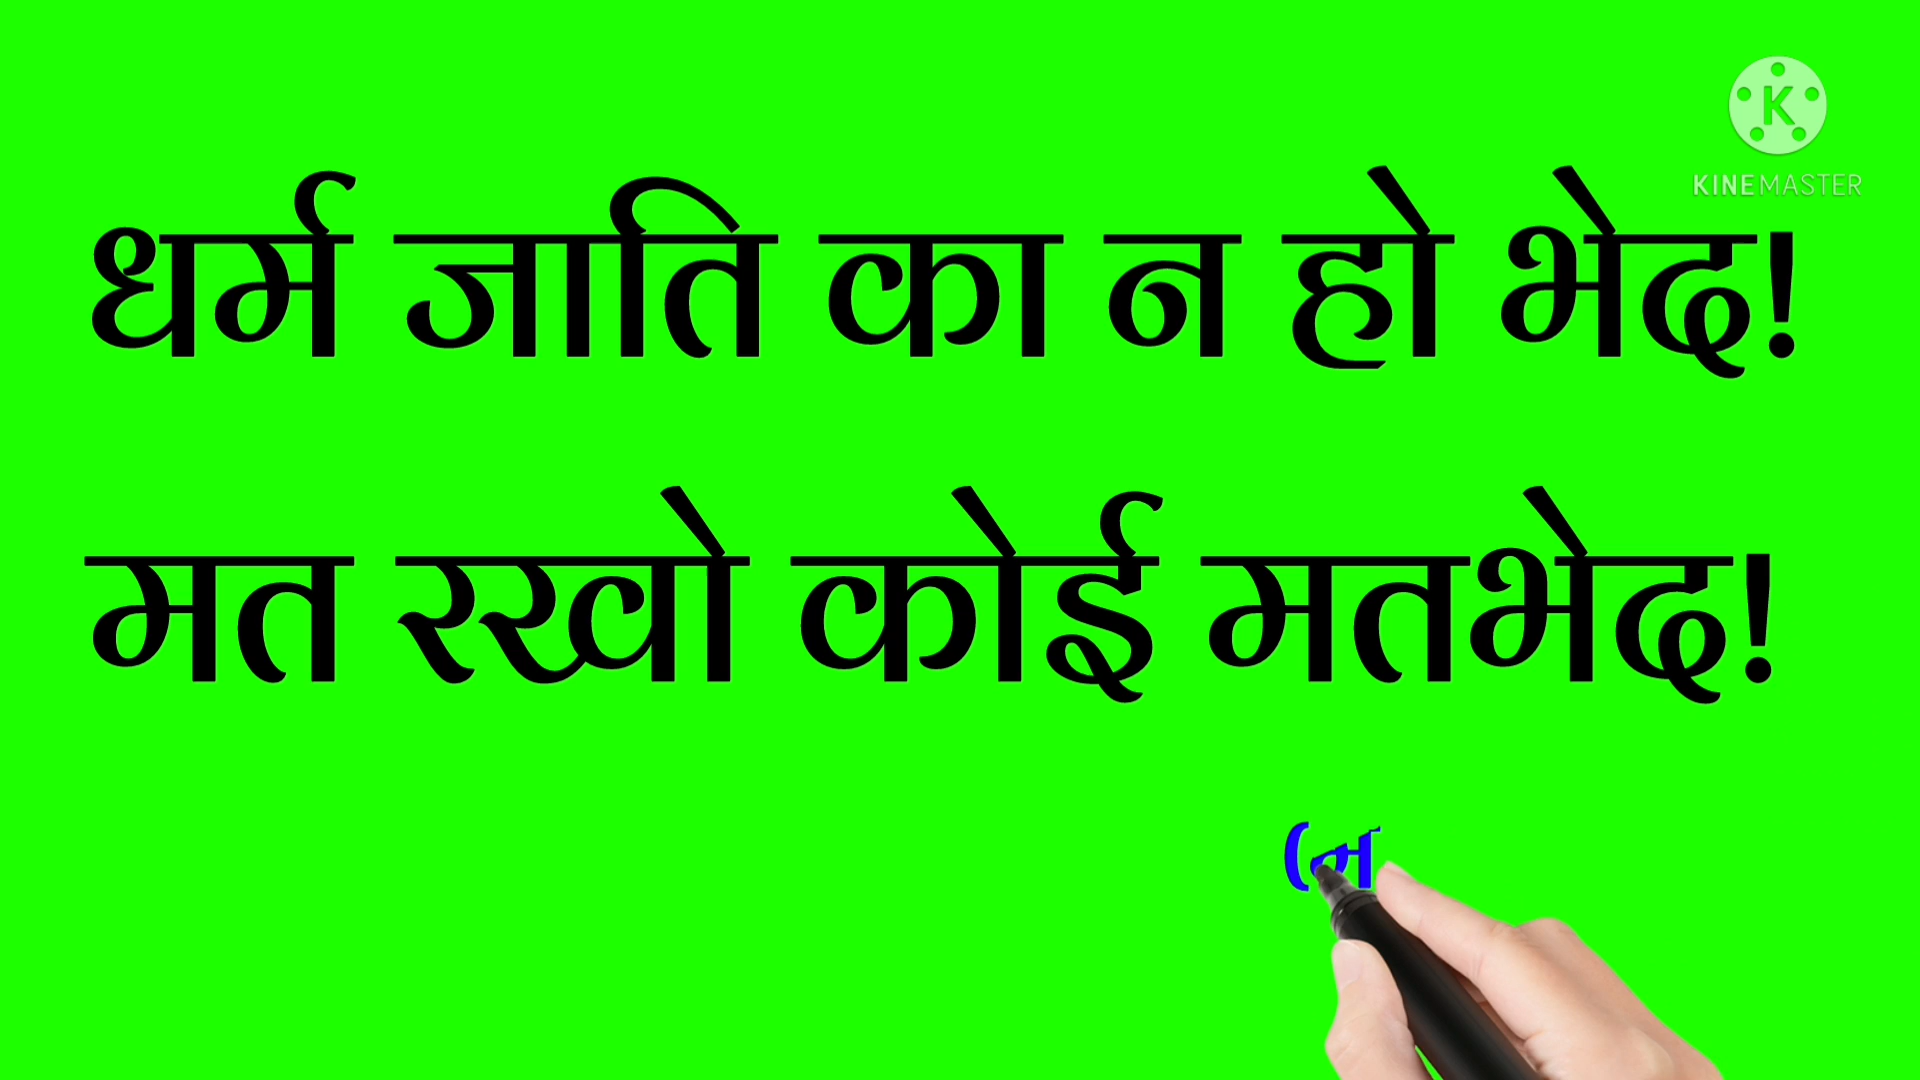 KINEMASTER
धर्म जाति का न हो भेद!
मत रखो कोई मतभेद!